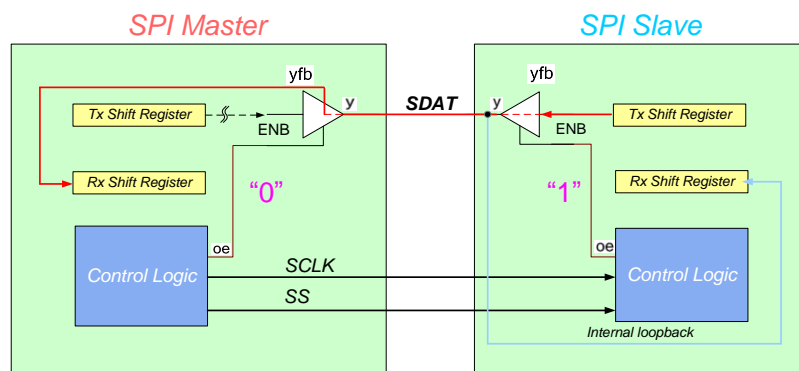 SPI Master
SPI Slave
yfb
y
SDAT
y
yfb
Tx Shift Register
ENB
ENB
Tx Shift Register
Rx Shift Register
“0”
“1”
Rx Shift Register
oe
oe
Control Logic
SCLK
Control Logic
SS
Internal loopback